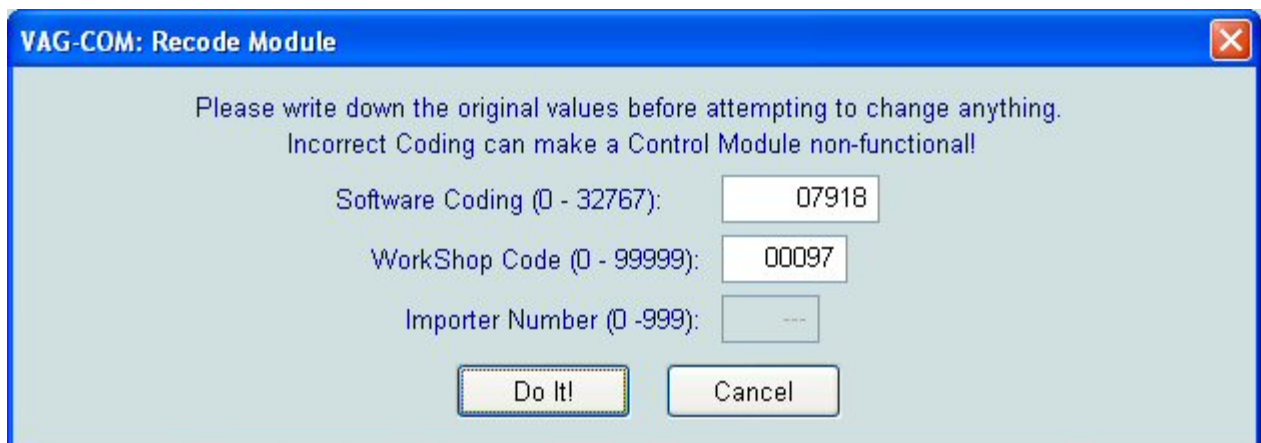 VAG-COM: Recode Module
Please write down the original values before attempting to change anything.
Incorrect Coding can make a Control Module non-functional!
Software Coding (0 - 32767): 07918
WorkShop Code (0 - 99999): 00097
Importer Number (0 -999): ---
Do It! Cancel